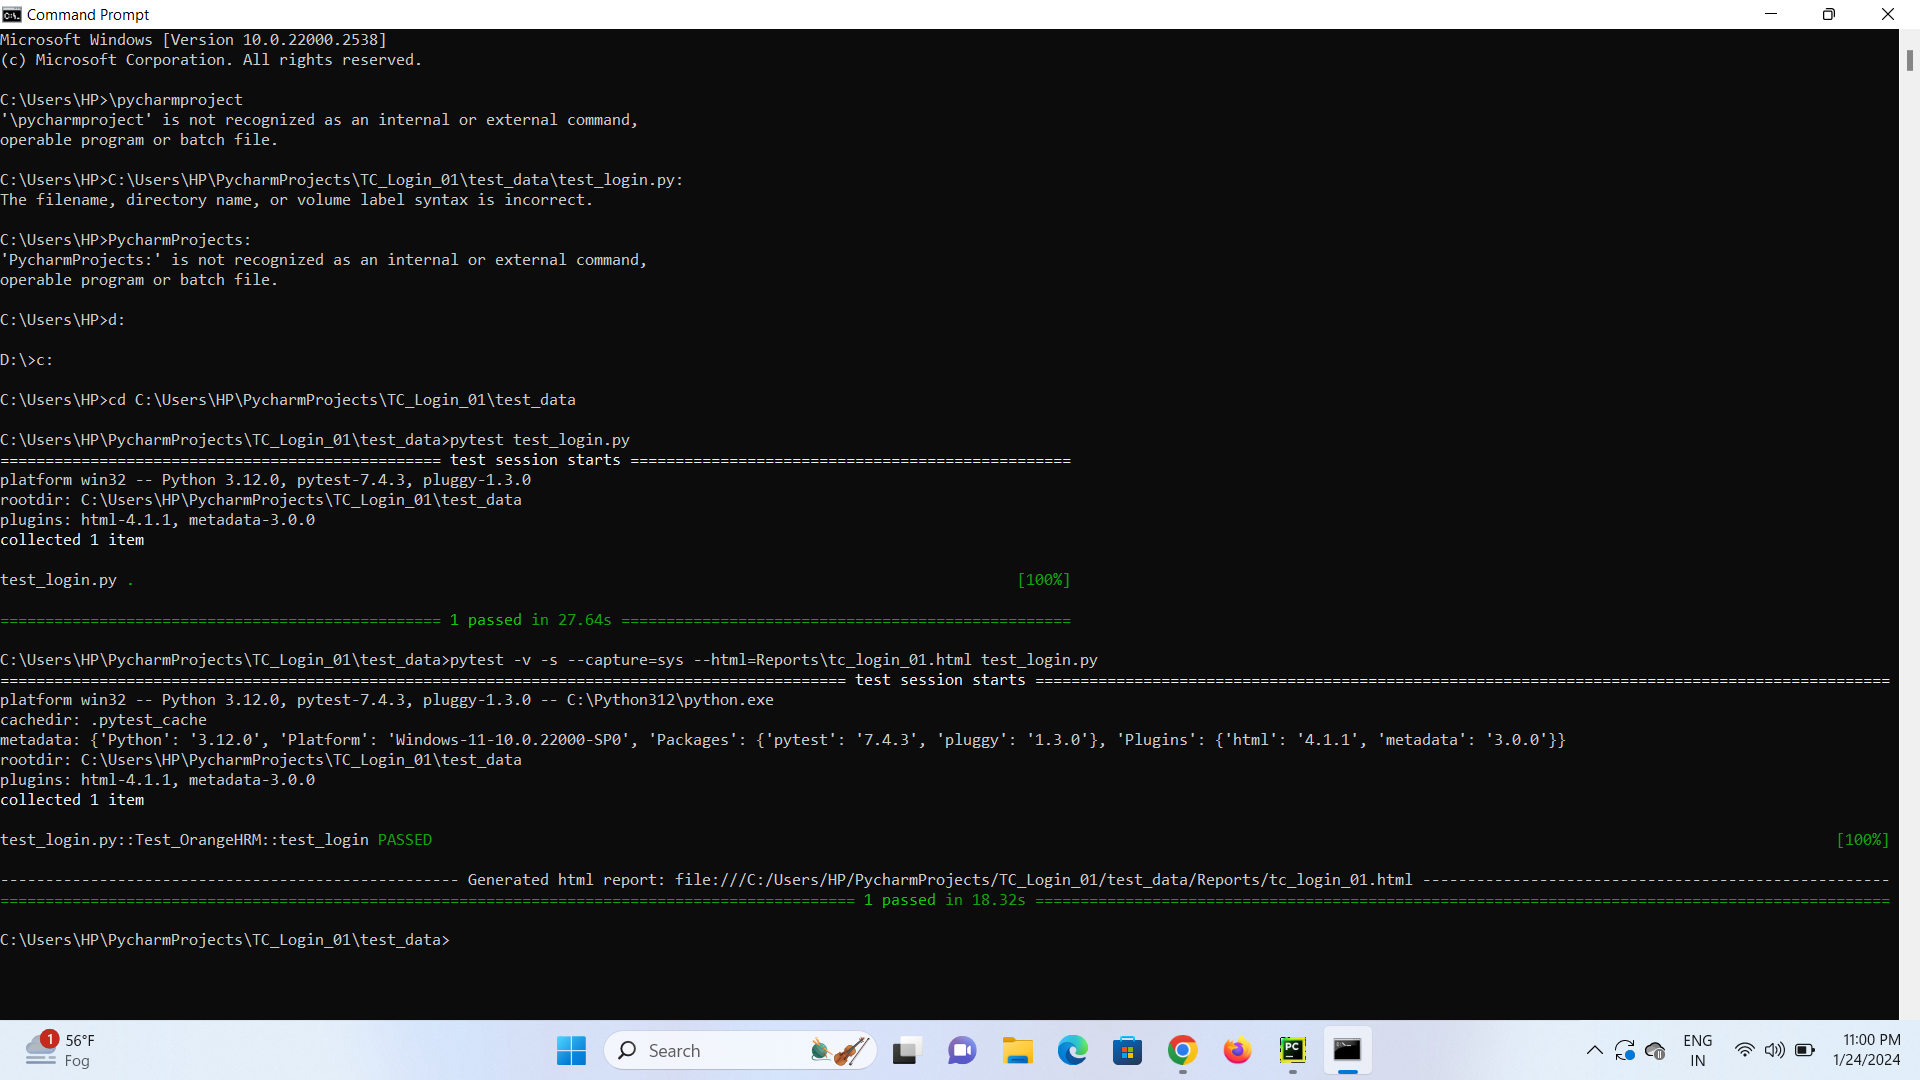 Command Prompt
Microsoft Windows [Version 10.0.22000.2538]
(c) Microsoft Corporation. All rights reserved.
C:\Users\HP>\pycharmproject
'\pycharmproject' is not recognized as an internal or external command,
operable program or batch file.
C:\Users\HP>C:\Users\HP\PycharmProjects\TC_Login_01\test_data\test_login.py:
The filename, directory name, or volume label syntax is incorrect.
C:\Users\HP>PycharmProjects:
'PycharmProjects:' is not recognized as an internal or external command,
operable program or batch file.
C:\Users\HP>d:
D:\>c:
C:\Users\HP>cd C:\Users\HP\PycharmProjects\TC_Login_01\test_data
C:\Users\HP\PycharmProjects\TC_Login_01\test_data>pytest test_login.py
================================================= test session starts =================================================
platform win32 -- Python 3.12.0, pytest-7.4.3, pluggy-1.3.0
rootdir: C:\Users\HP\PycharmProjects\TC_Login_01\test_data
plugins: html-4.1.1, metadata-3.0.0
collected 1 item
test_login.py . [100%]
================================================= 1 passed in 27.64s ==================================================
C:\Users\HP\PycharmProjects\TC_Login_01\test_data>pytest -v -s --capture=sys --html=Reports\tc_login_01.html test_login.py
============================================================================================== test session starts ===============================================================================================
platform win32 -- Python 3.12.0, pytest-7.4.3, pluggy-1.3.0 -- C:\Python312\python.exe
cachedir: .pytest_cache
metadata: {'Python': '3.12.0', 'Platform': 'Windows-11-10.0.22000-SP0', 'Packages': {'pytest': '7.4.3', 'pluggy': '1.3.0'}, 'Plugins': {'html': '4.1.1', 'metadata': '3.0.0'}}
rootdir: C:\Users\HP\PycharmProjects\TC_Login_01\test_data
plugins: html-4.1.1, metadata-3.0.0
collected 1 item
test_login.py::Test_OrangeHRM::test_login PASSED [100%]
--------------------------------------------------- Generated html report: file:///C:/Users/HP/PycharmProjects/TC_Login_01/test_data/Reports/tc_login_01.html ----------------------------------------------------
=============================================================================================== 1 passed in 18.32s ===============================================================================================
C:\Users\HP\PycharmProjects\TC_Login_01\test_data>
1
56°F
Fog
Search
PC
ENG
IN
11:00 PM
1/24/2024